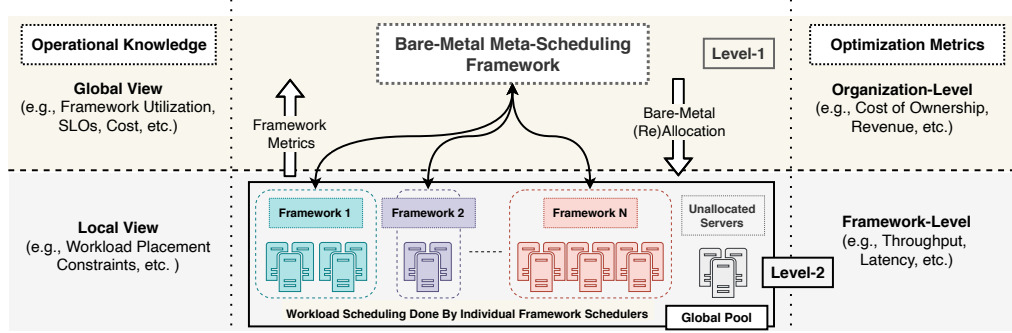 Operational Knowledge
Global View
(e.g., Framework Utilization,
SLOs, Cost, etc.)
Bare-Metal Meta-Scheduling
Framework
Level-1
Framework
Metrics
Bare-Metal
(Re)Allocation
Optimization Metrics
Organization-Level
(e.g., Cost of Ownership,
Revenue, etc.)
Local View
(e.g., Workload Placement
Constraints, etc. )
Framework 1
Framework 2
Framework N
Unallocated
Servers
Workload Scheduling Done By Individual Framework Schedulers
Global Pool
Level-2
Framework-Level
(e.g., Throughput,
Latency, etc.)